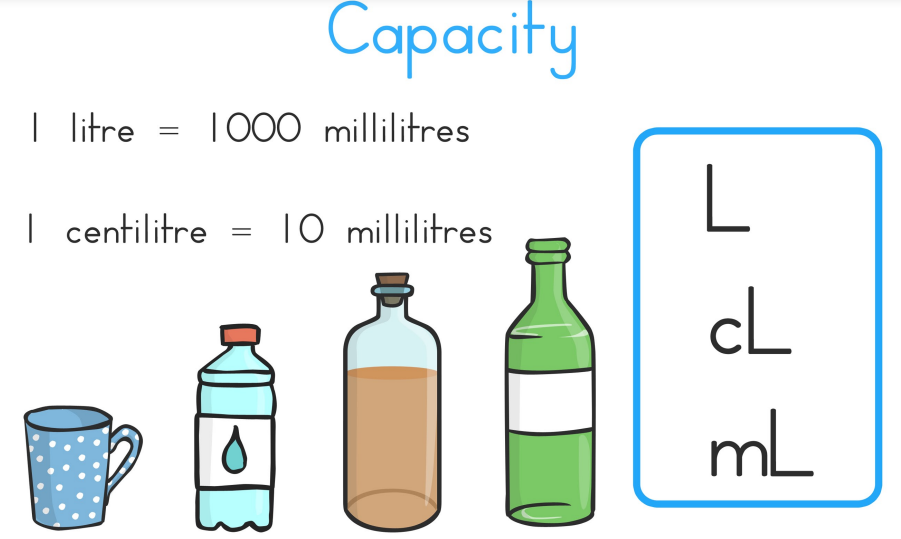 Capacity
1 litre = 1000 millilitres
1 centilitre = 10 millilitres
L
cL
mL